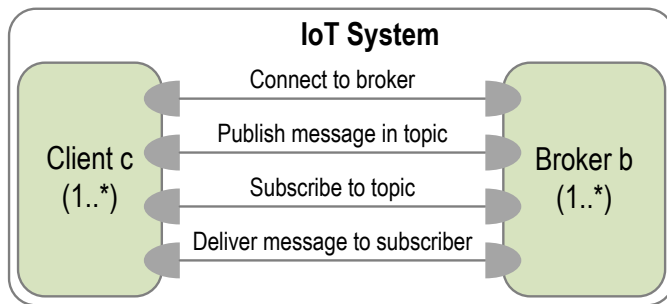 IoT System
Connect to broker
Publish message in topic
Subscribe to topic
Deliver message to subscriber
Client c
(1..*)
Broker b
(1..*)